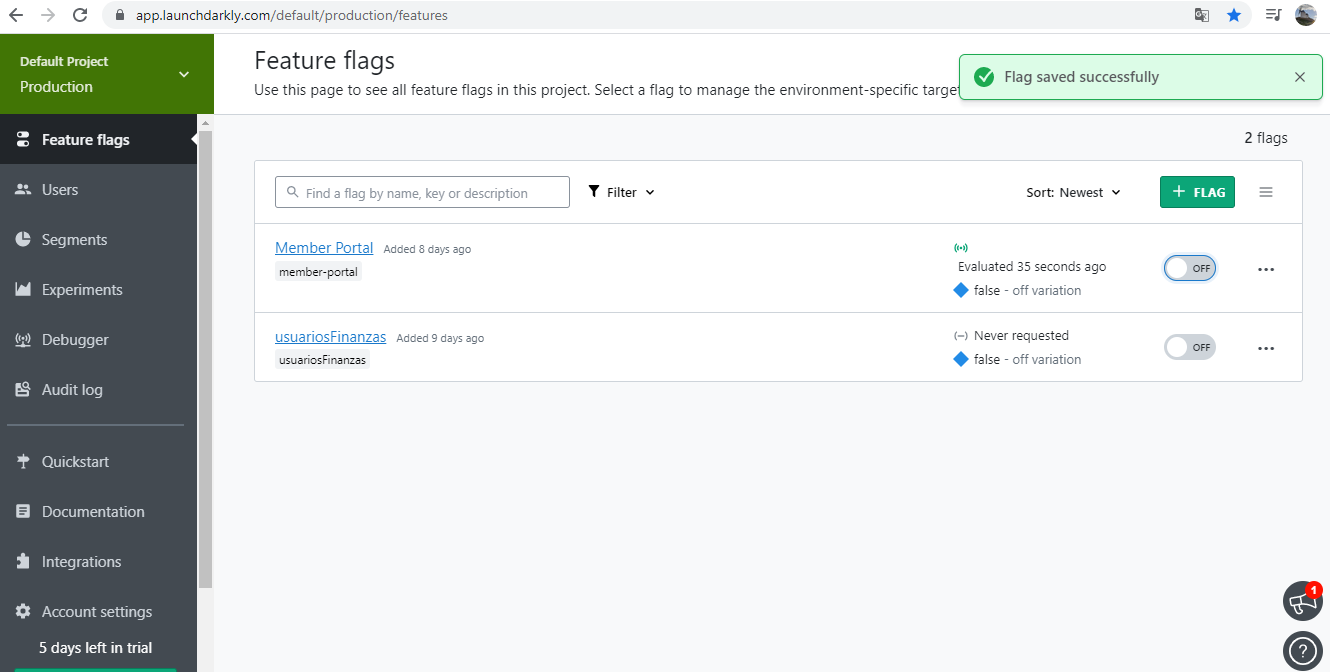 app.launchdarkly.com/default/production/features
Default Project
Production
Feature flags
Users
Segments
Experiments
Debugger
Audit log
Quickstart
Documentation
Integrations
Account settings
5 days left in trial
Feature flags
Use this page to see all feature flags in this project. Select a flag to manage the environment-specific targe
Flag saved successfully
2 flags
Find a flag by name, key or description
Filter
Sort: Newest
+ FLAG
Member Portal Added 8 days ago
member-portal
Evaluated 35 seconds ago
false - off variation
OFF
usuariosFinanzas Added 9 days ago
usuariosFinanzas
Never requested
false - off variation
OFF
1
?